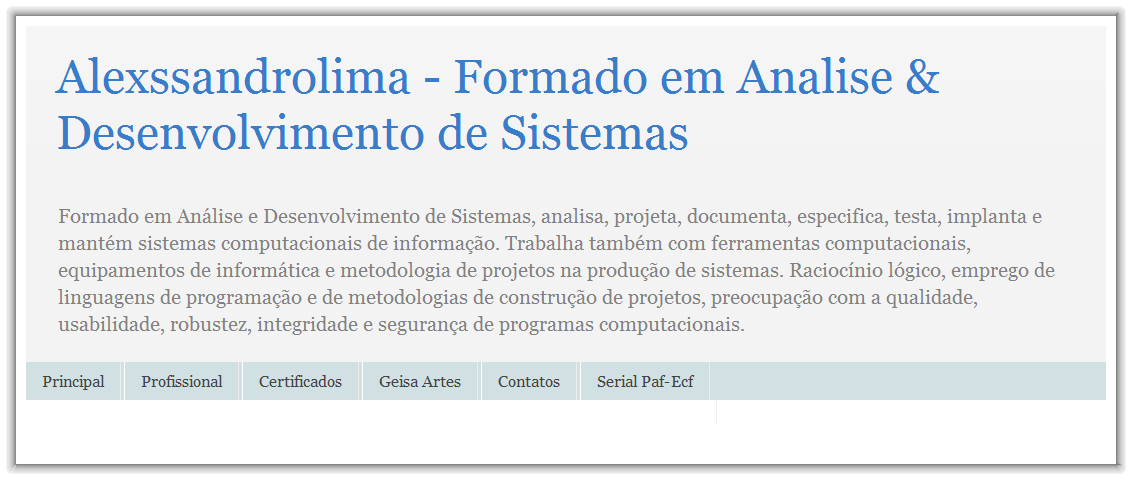 Alexssandrolima - Formado em Analise &
Desenvolvimento de Sistemas
Formado em Análise e Desenvolvimento de Sistemas, analisa, projeta, documenta, especifica, testa, implanta e
mantém sistemas computacionais de informação. Trabalha também com ferramentas computacionais,
equipamentos de informática e metodologia de projetos na produção de sistemas. Raciocínio lógico, emprego de
linguagens de programação e de metodologias de construção de projetos, preocupação com a qualidade,
usabilidade, robustez, integridade e segurança de programas computacionais.
Principal Profissional Certificados Geisa Artes Contatos Serial Paf-Ecf